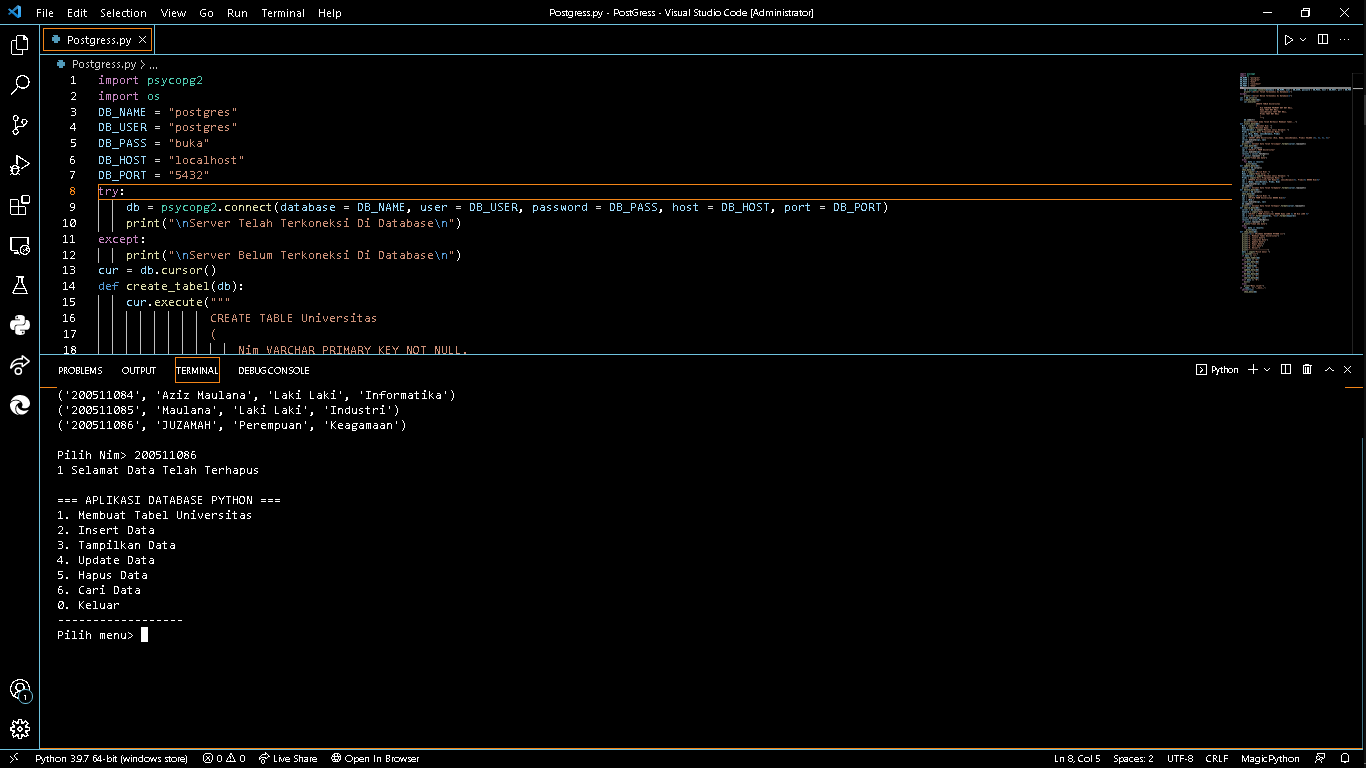 File Edit Selection View Go Run Terminal Help Postgress.py - PostGress - Visual Studio Code [Administrator]
Postgress.py
Postgress.py > ...
1 import psycopg2
2 import os
3 DB_NAME = "postgres"
4 DB_USER = "postgres"
5 DB_PASS = "buka"
6 DB_HOST = "localhost"
7 DB_PORT = "5432"
8 try:
9 db = psycopg2.connect(database = DB_NAME, user = DB_USER, password = DB_PASS, host = DB_HOST, port = DB_PORT)
10 print("\nServer Telah Terkoneksi Di Database\n")
11 except:
12 print("\nServer Belum Terkoneksi Di Database\n")
13 cur = db.cursor()
14 def create_tabel(db):
15 cur.execute("""
16 CREATE TABLE Universitas
17 (
18 Nim VARCHAR PRIMARY KEY NOT NULL,
PROBLEMS OUTPUT TERMINAL DEBUG CONSOLE Python
('200511084', 'Aziz Maulana', 'Laki Laki', 'Informatika')
('200511085', 'Maulana', 'Laki Laki', 'Industri')
('200511086', 'JUZAMAH', 'Perempuan', 'Keagamaan')
Pilih Nim> 200511086
1 Selamat Data Telah Terhapus
=== APLIKASI DATABASE PYTHON ===
1. Membuat Tabel Universitas
2. Insert Data
3. Tampilkan Data
4. Update Data
5. Hapus Data
6. Cari Data
0. Keluar
------------------
Pilih menu>
1
Python 3.9.7 64-bit (windows store) 0 0 Live Share Open In Browser Ln 8, Col 5 Spaces: 2 UTF-8 CRLF MagicPython